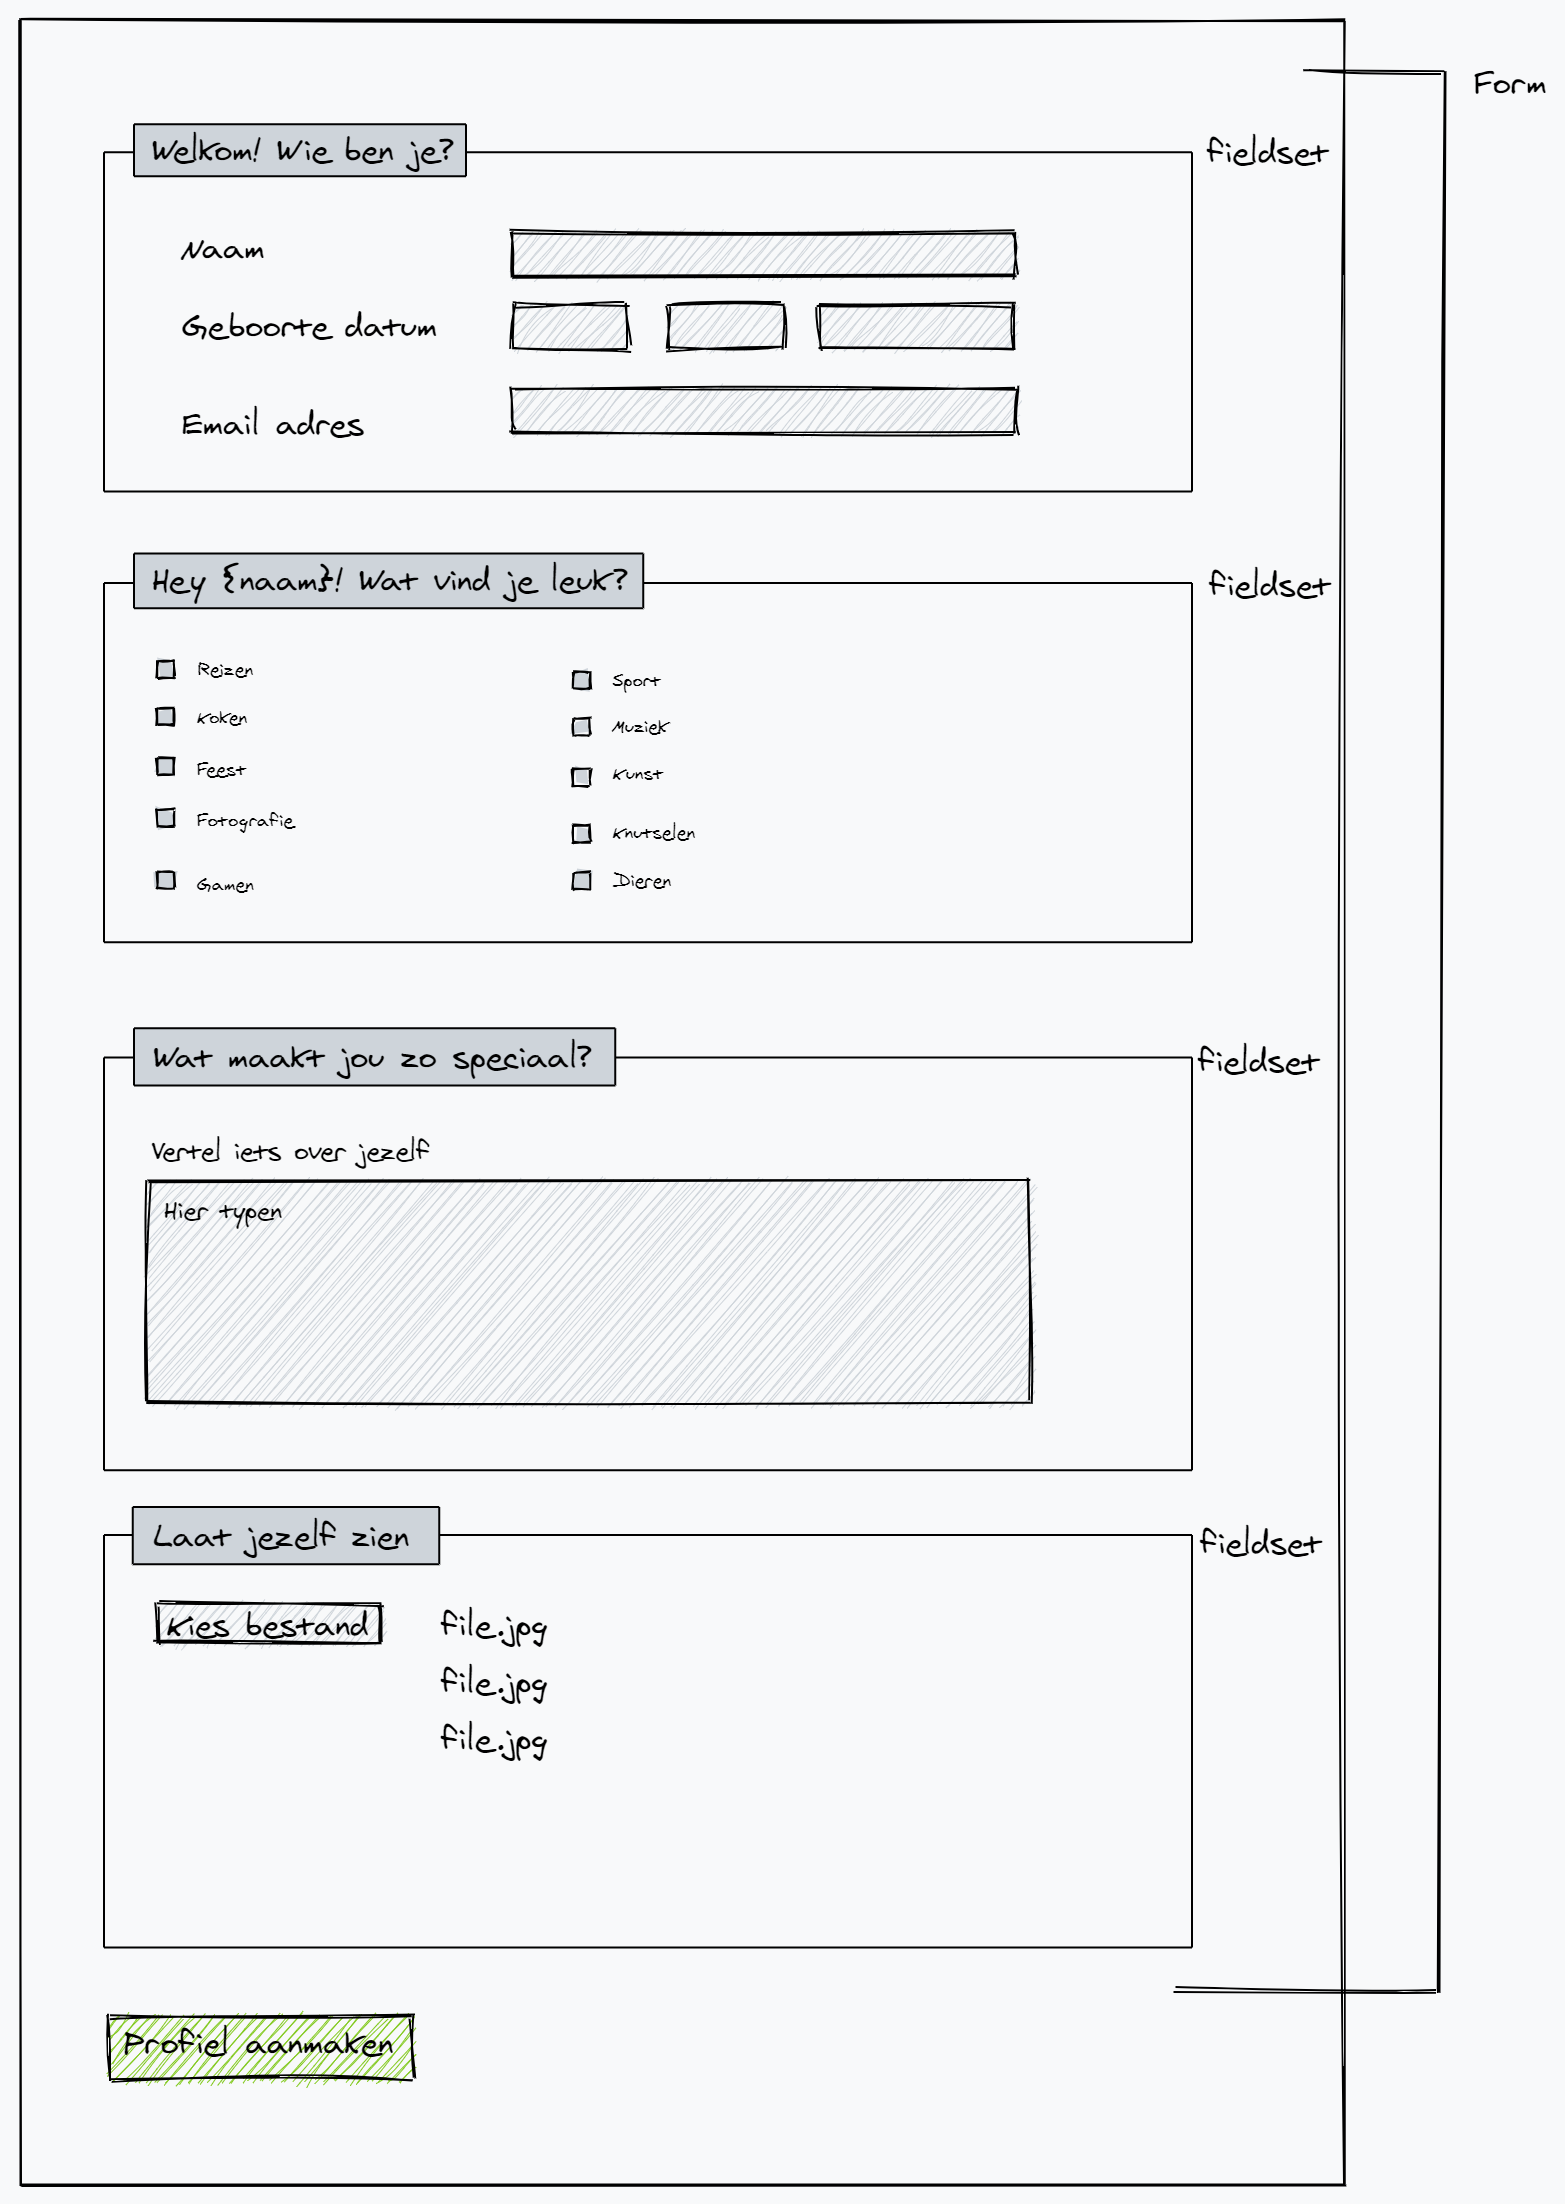 Form
Welkom! Wie ben je?
fieldset
Naam
Geboorte datum
Email adres
Hey {naam}! Wat vind je leuk?
fieldset
Reizen
Koken
Feest
Fotografie
Gamen
Sport
Muziek
Kunst
Knutselen
Dieren
Wat maakt jou zo speciaal?
fieldset
Vertel iets over jezelf
Hier typen
Laat jezelf zien
fieldset
Kies bestand
file.jpg
file.jpg
file.jpg
Profiel aanmaken